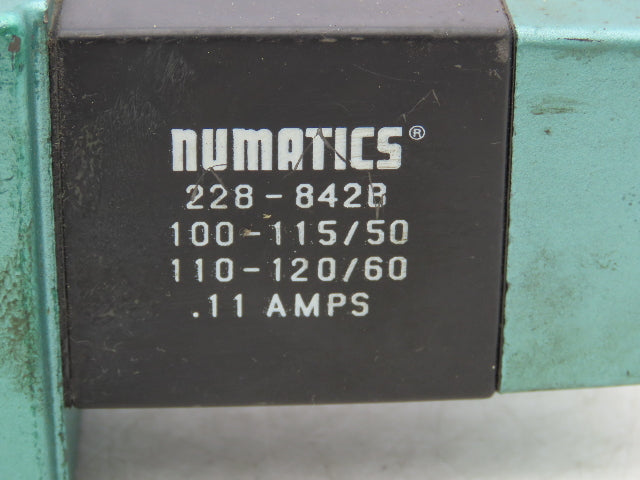 NUMATICS®
228-842B
100-115/50
110-120/60
.11 AMPS